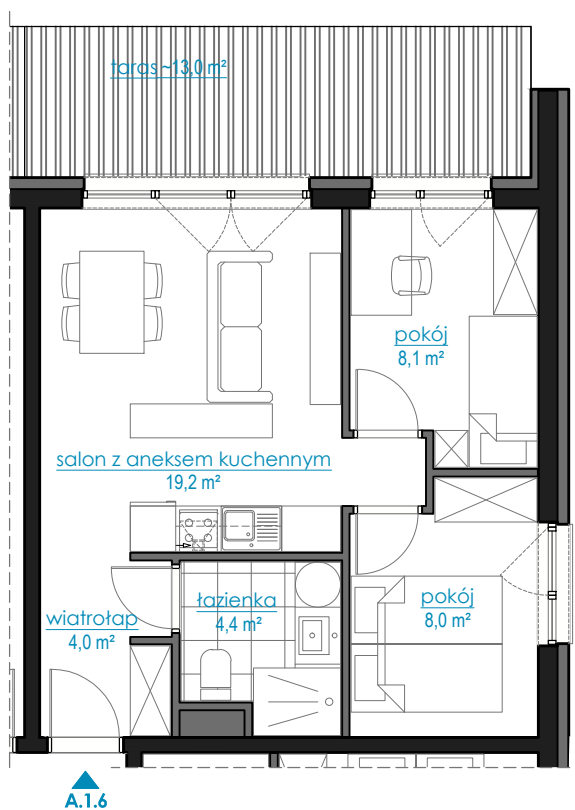 taras ~13,0 m²
pokój
8,1 m²
salon z aneksem kuchennym
19,2 m²
łazienka
4,4 m²
pokój
8,0 m²
wiatrołap
4,0 m²
A.1.6